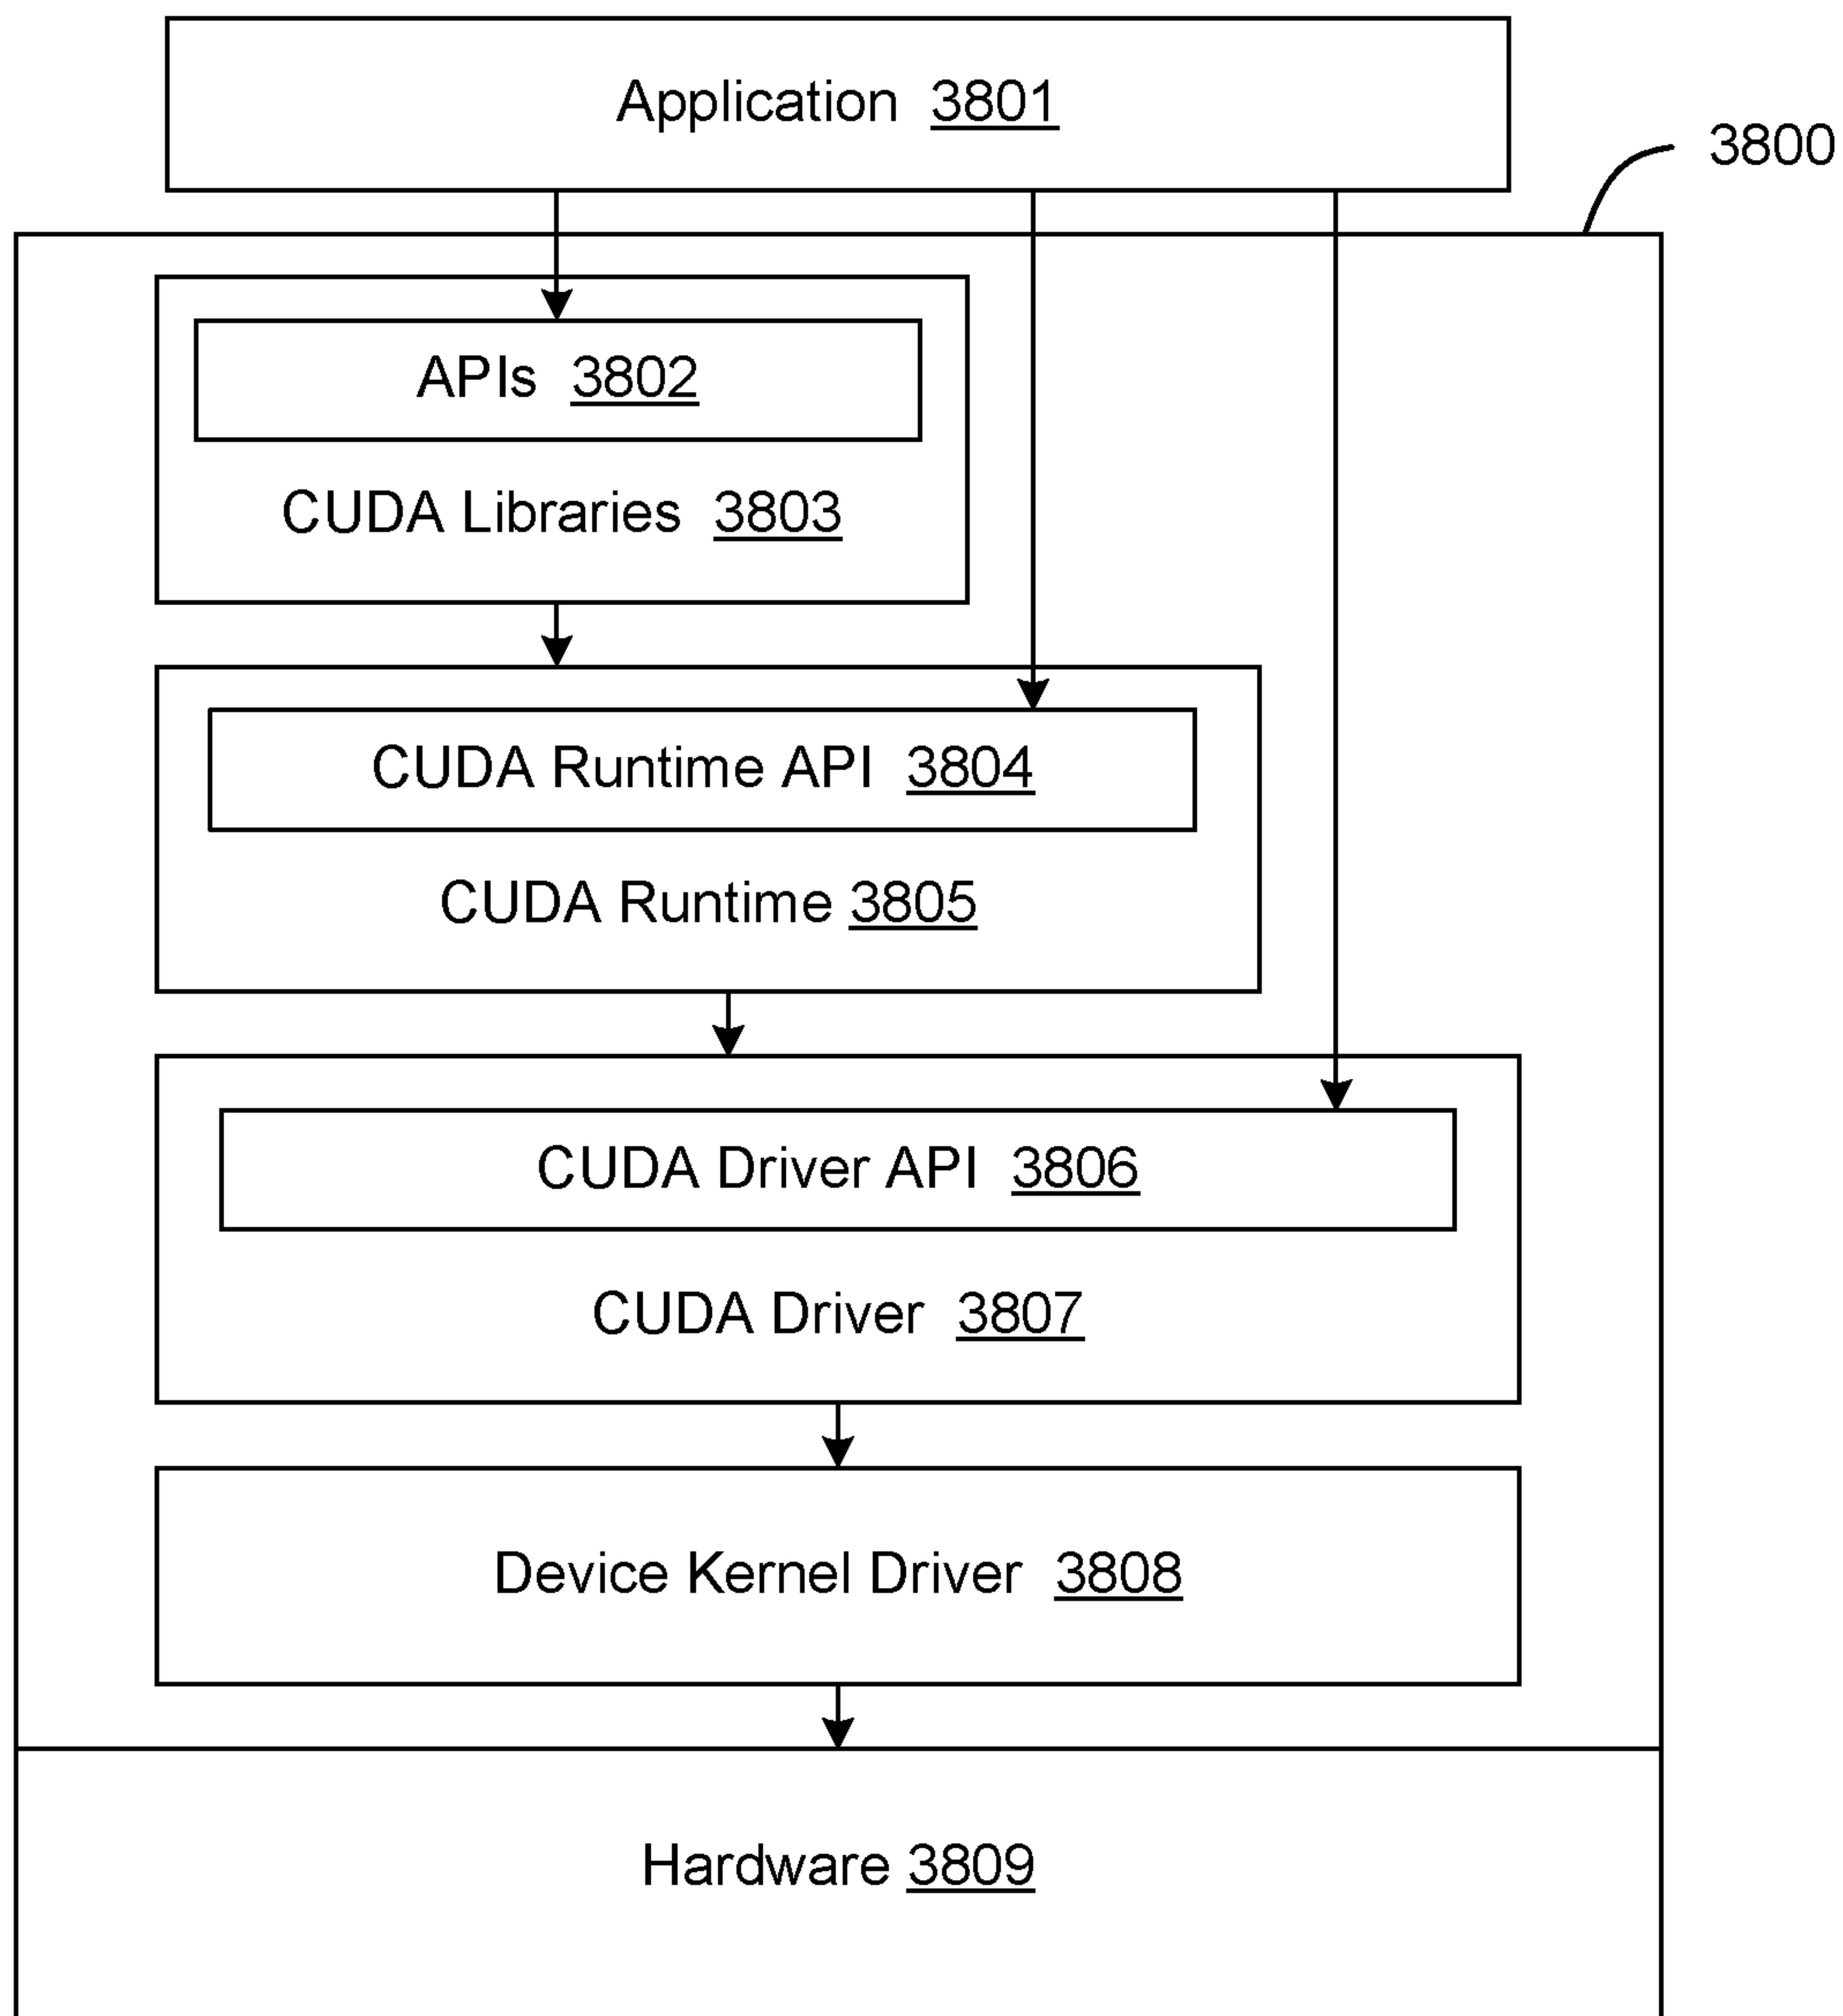 Application 3801
3800
APIs 3802
CUDA Libraries 3803
CUDA Runtime API 3804
CUDA Runtime 3805
CUDA Driver API 3806
CUDA Driver 3807
Device Kernel Driver 3808
Hardware 3809